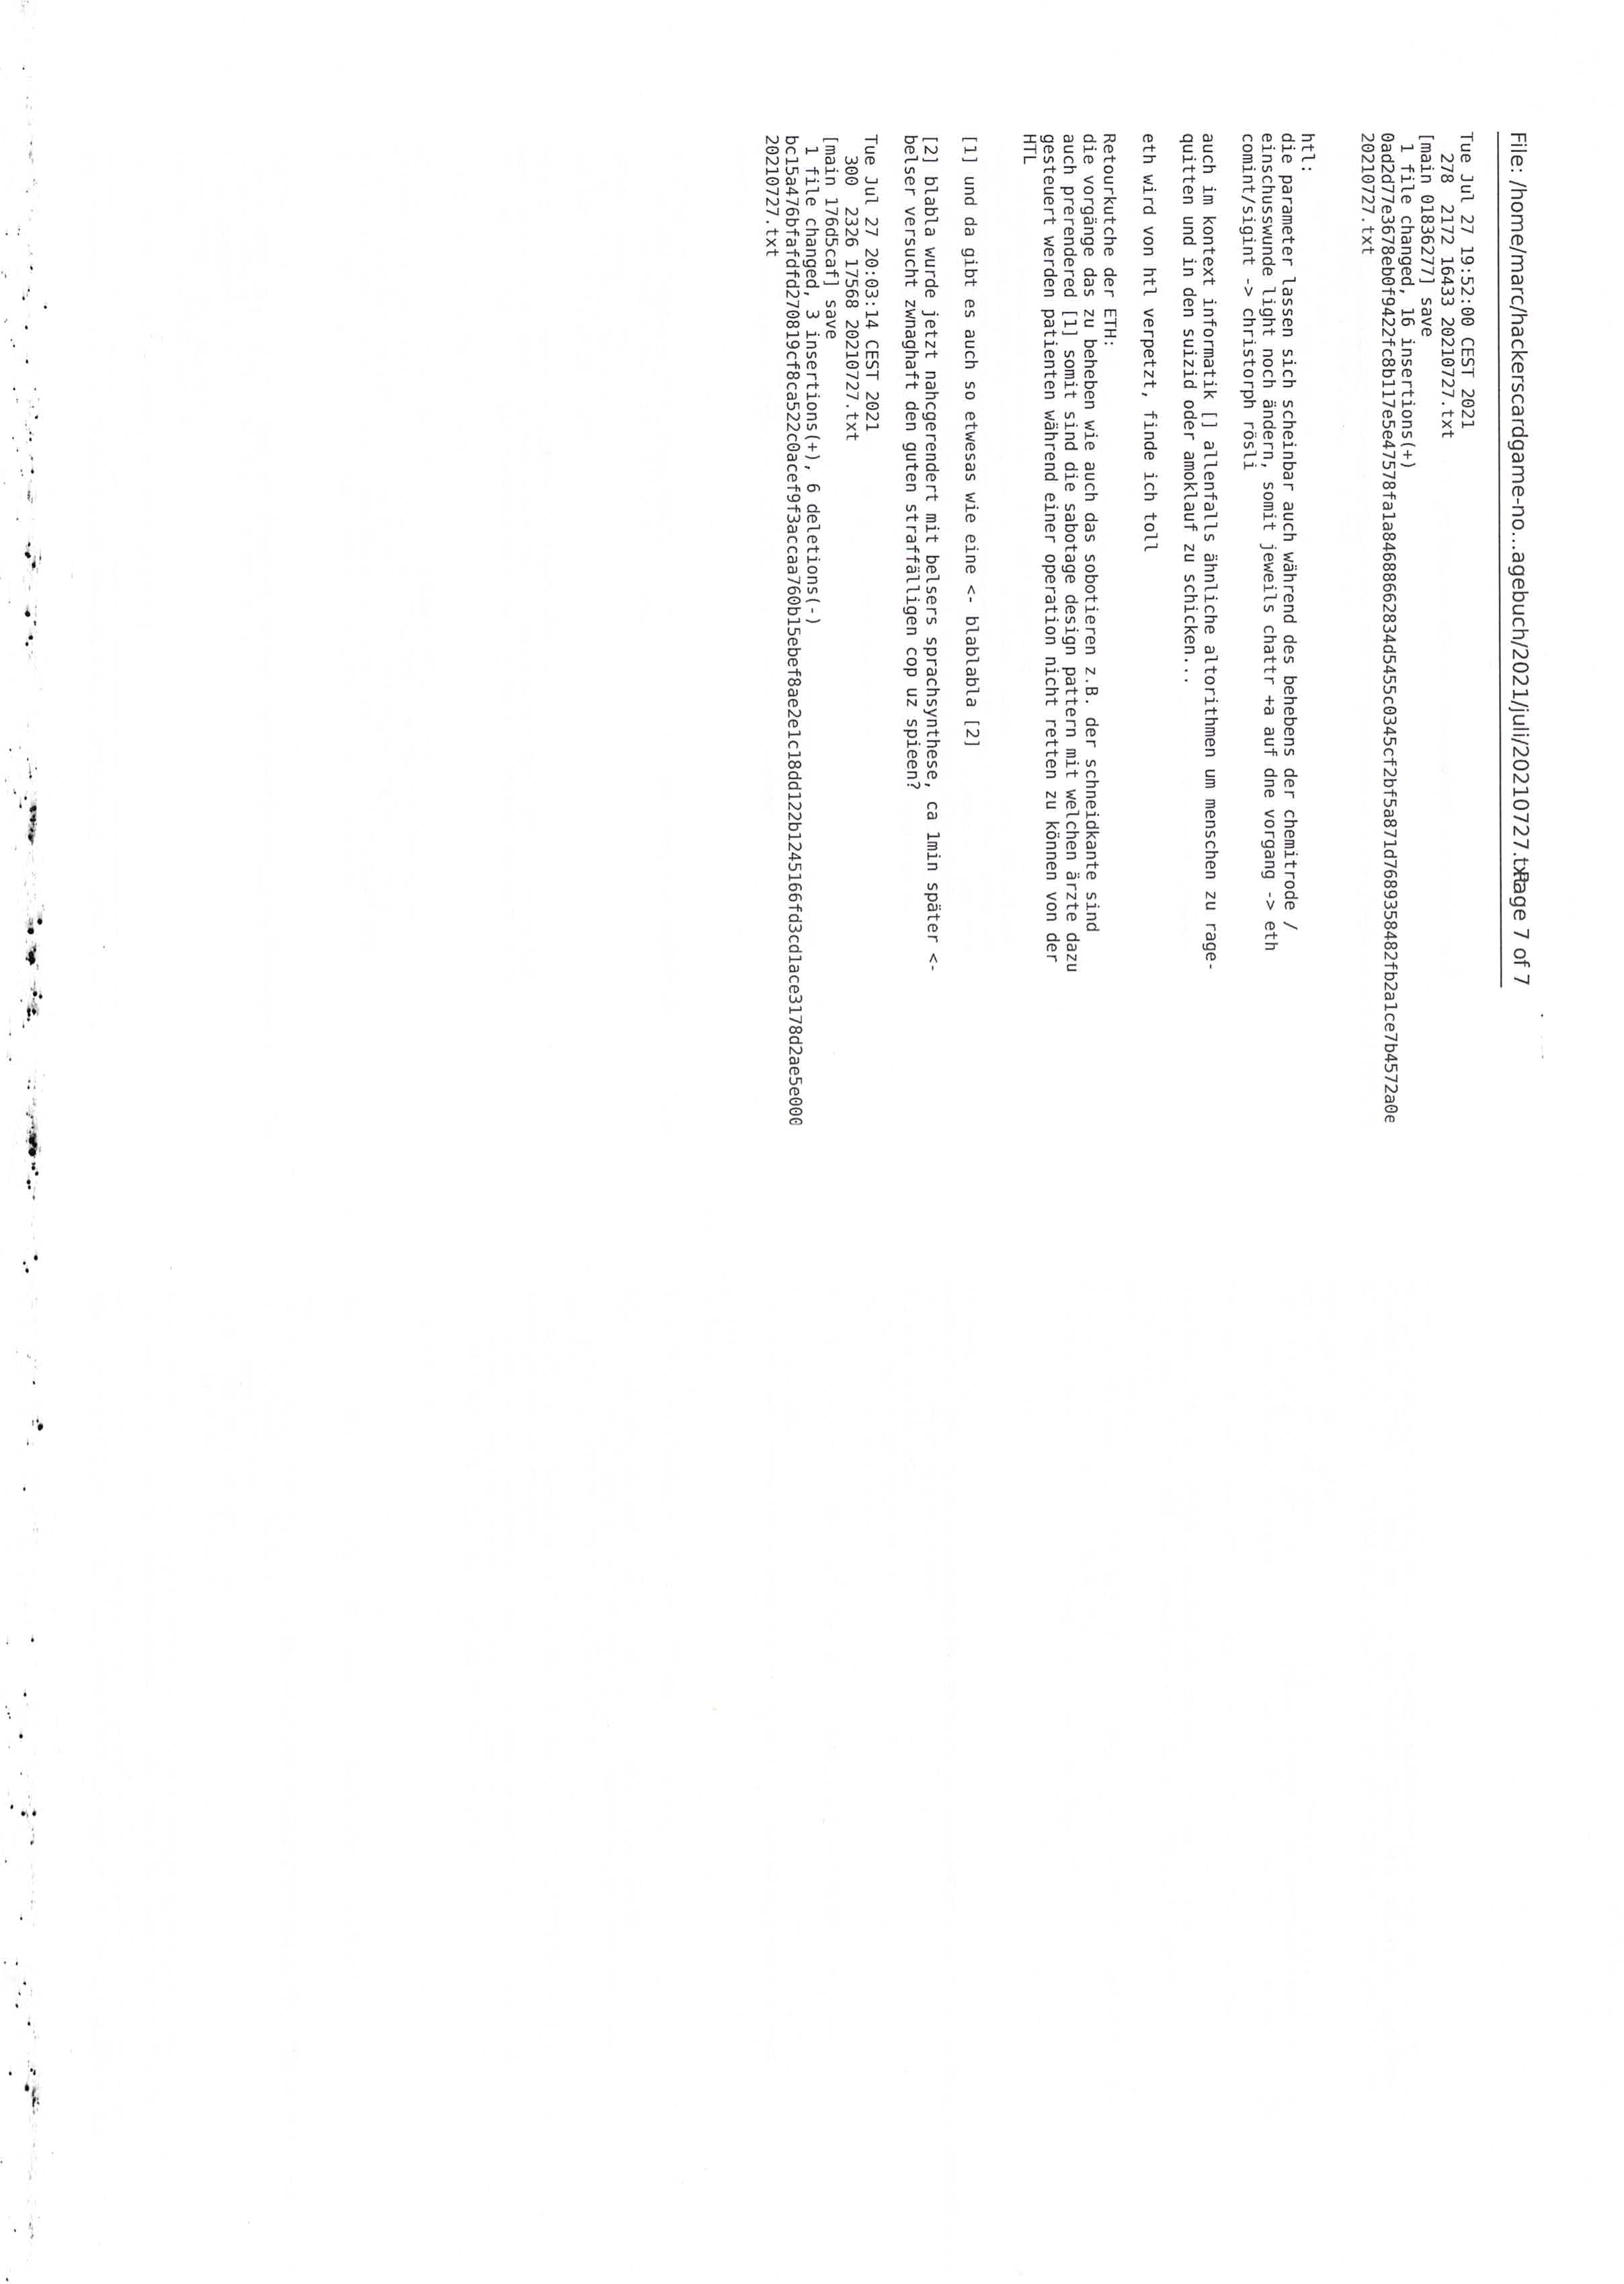 File: /home/marc/hackerscardgame-no...agebuch/2021/juli/20210727.txt Page 7 of 7
Tue Jul 27 19:52:00 CEST 2021
278 2172 16433 20210727.txt
[main 0183627] save
1 file changed, 16 insertions(+)
0ad2d77e3678eb0f9422fc8b117e5e47578fa1a84688662834d5455c0345cf2bf5a871d7689358482fb2a1ce7b4572a0e
20210727.txt
htl:
die parameter lassen sich scheinbar auch während des behebens der chemitrode /
einschusswunde light noch ändern, somit jeweils chattr +a auf dne vorgang -> eth
comint/sigint -> christorph rösli
auch im kontext informatik [] allenfalls ähnliche altorithmen um menschen zu rage-
quitten und in den suizid oder amoklauf zu schicken...
eth wird von htl verpetzt, finde ich toll
Retourkutche der ETH:
die vorgänge das zu beheben wie auch das sobotieren z.B. der schneidkante sind
auch prerendered [1] somit sind die sabotage design pattern mit welchen ärzte dazu
gesteuert werden patienten während einer operation nicht retten zu können von der
HTL
[1] und da gibt es auch so etwesas wie eine <- blablabla [2]
[2] blabla wurde jetzt nahcgerendert mit belsers sprachsynthese, ca 1min später <-
belser versucht zwnaghaft den guten straffälligen cop uz spieen?
Tue Jul 27 20:03:14 CEST 2021
300 2326 17568 20210727.txt
[main 176d5caf] save
1 file changed, 3 insertions(+), 6 deletions(-)
bc15a476bfafdfd270819cf8ca522c0acef9f3accaa760b15ebef8ae2e1c18dd122b1245166fd3cd1ace3178d2ae5e000
20210727.txt